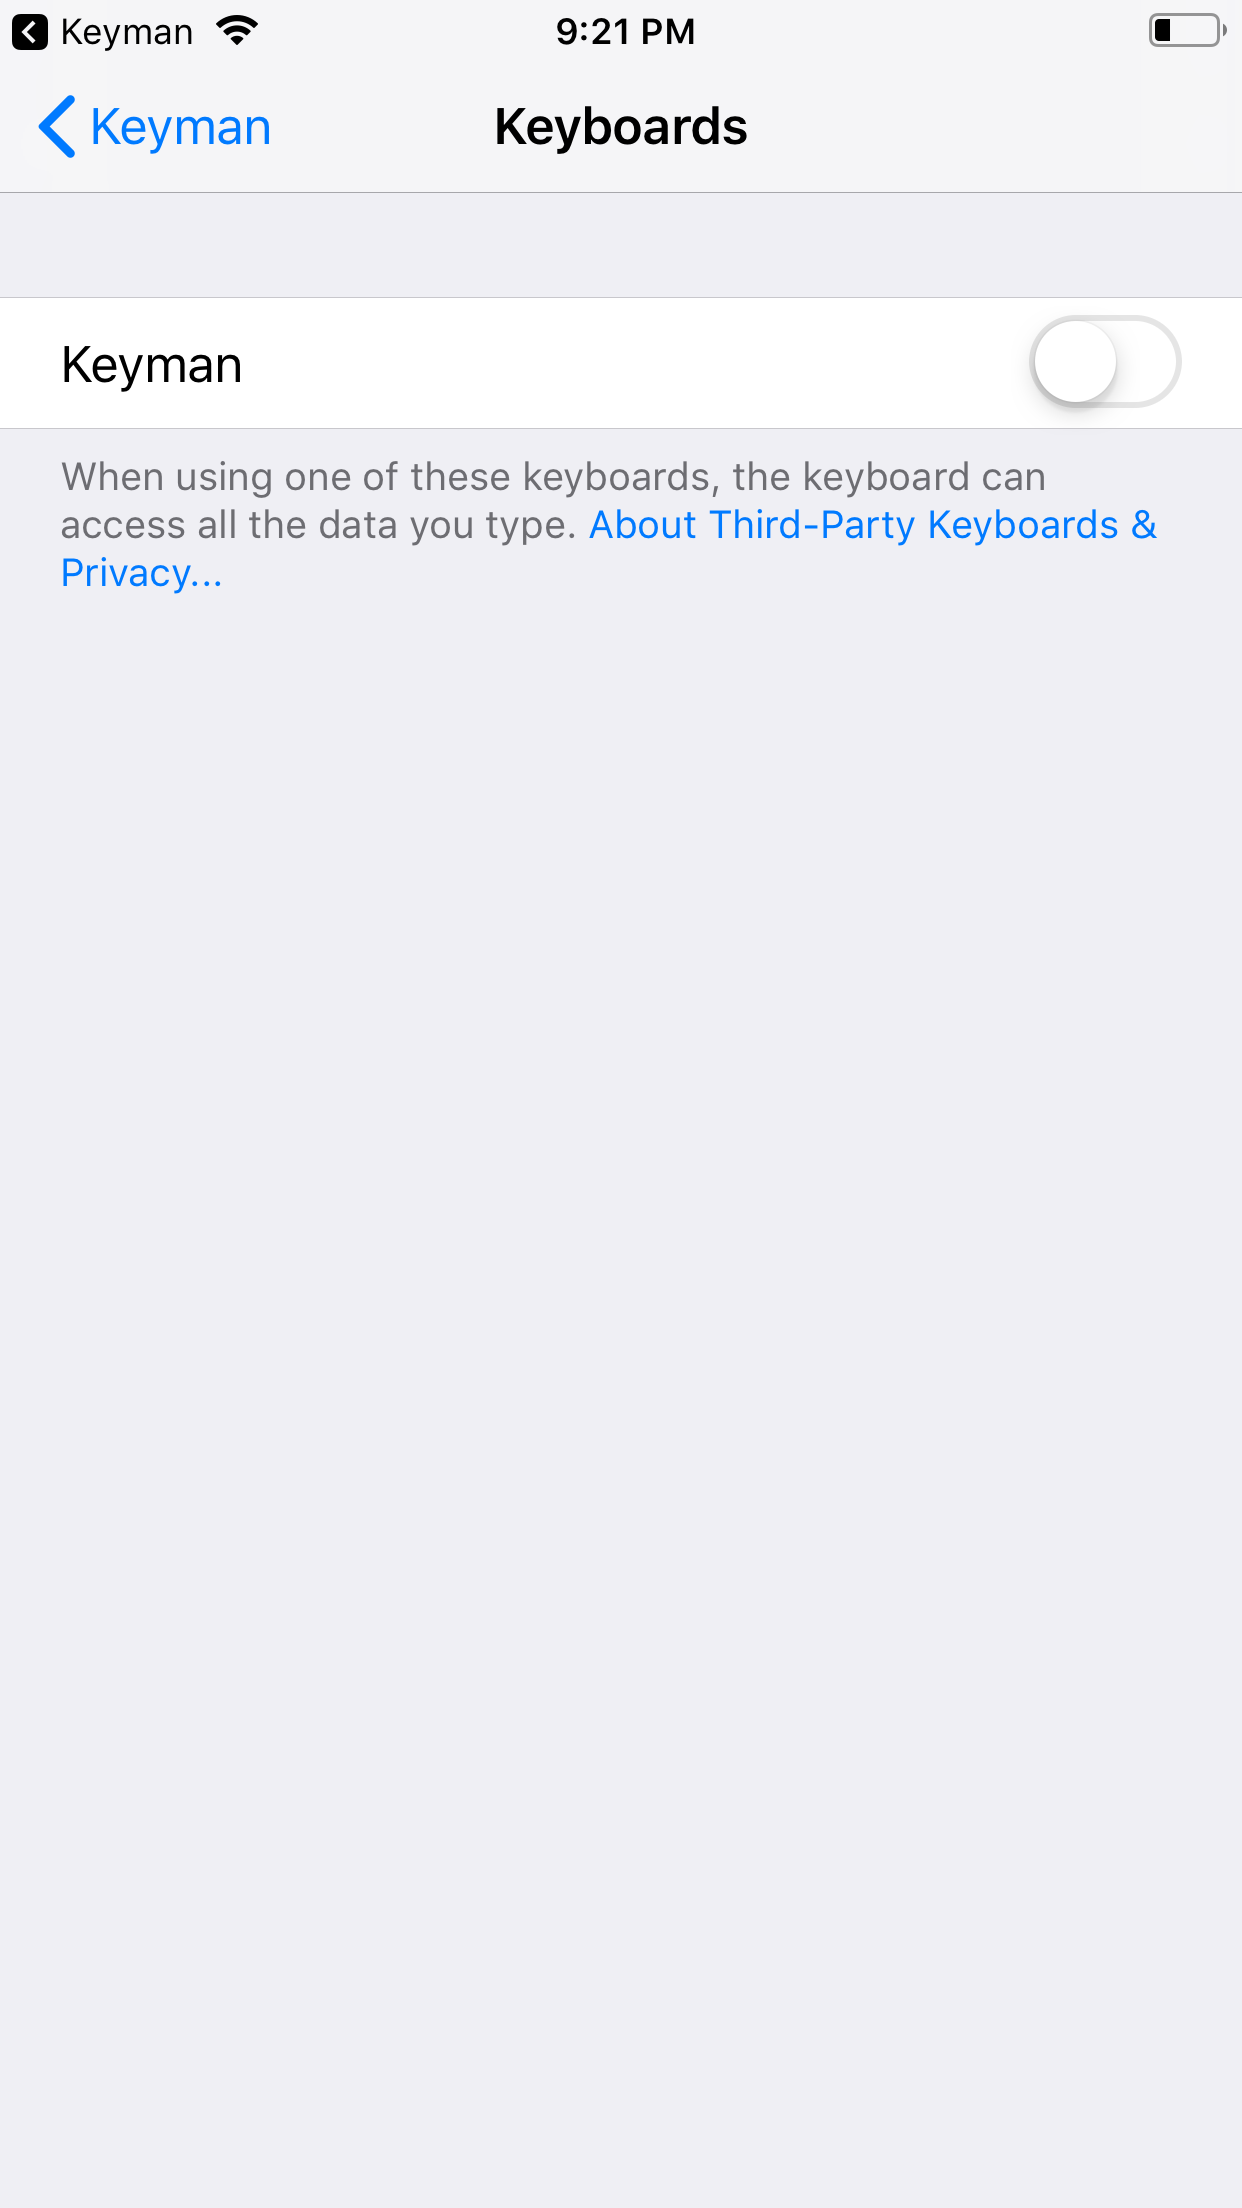 Keyman 9:21 PM
Keyman Keyboards
Keyman
When using one of these keyboards, the keyboard can
access all the data you type. About Third-Party Keyboards &
Privacy...